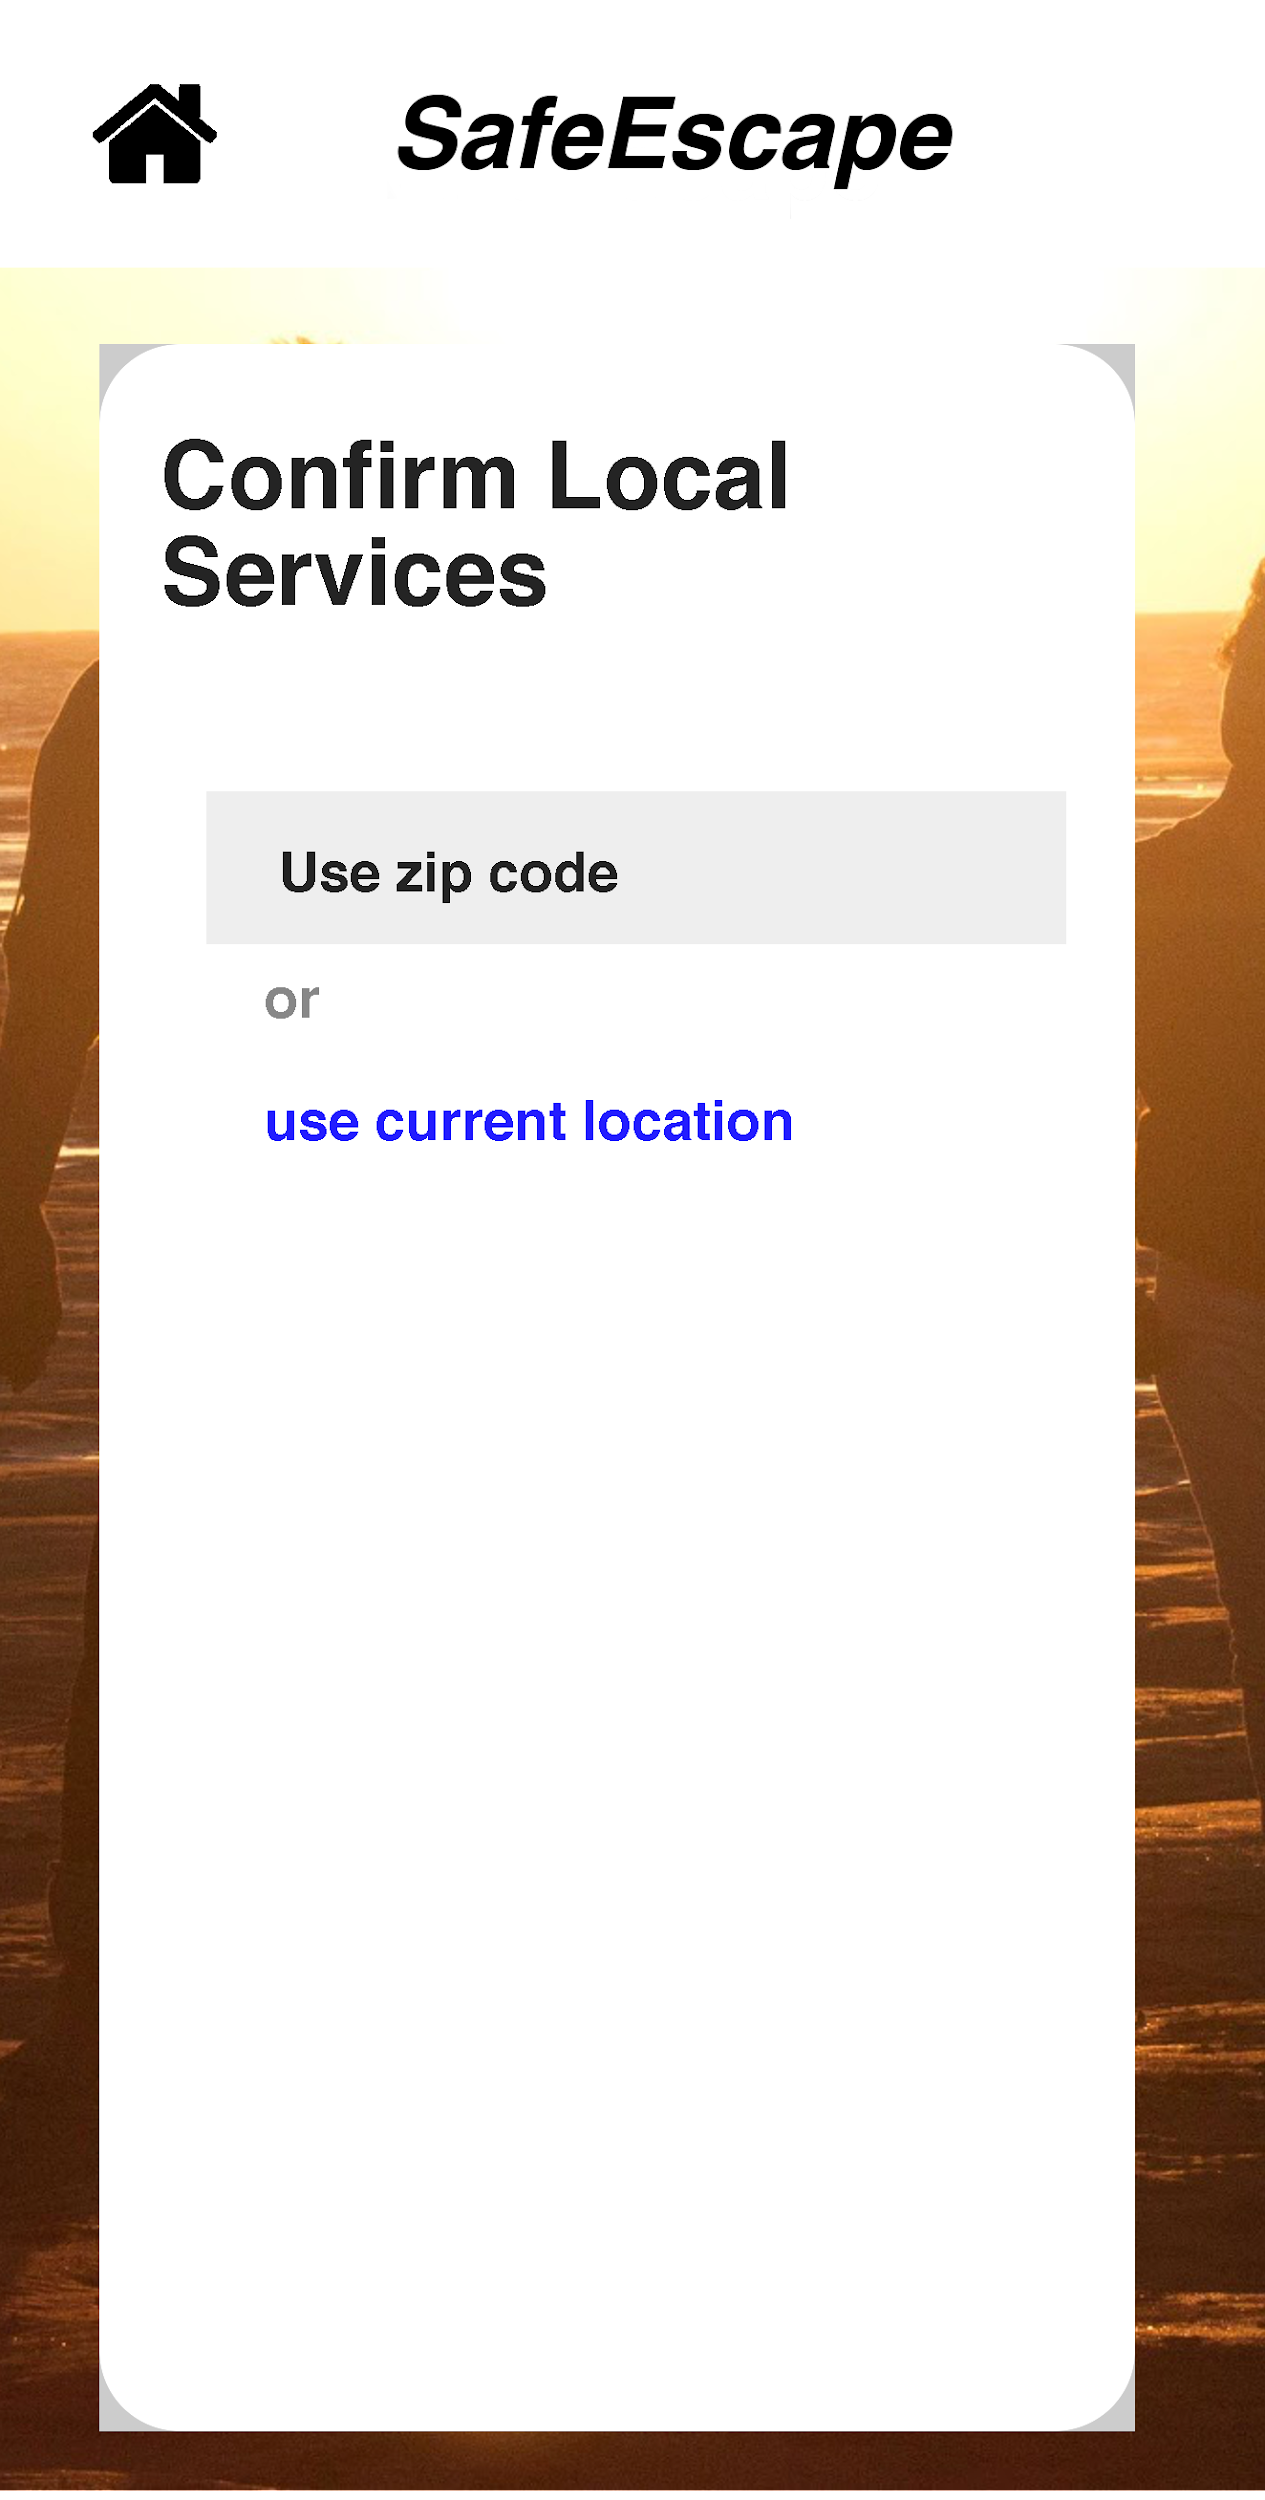 SafeEscape
Confirm Local
Services
Use zip code
or
use current location